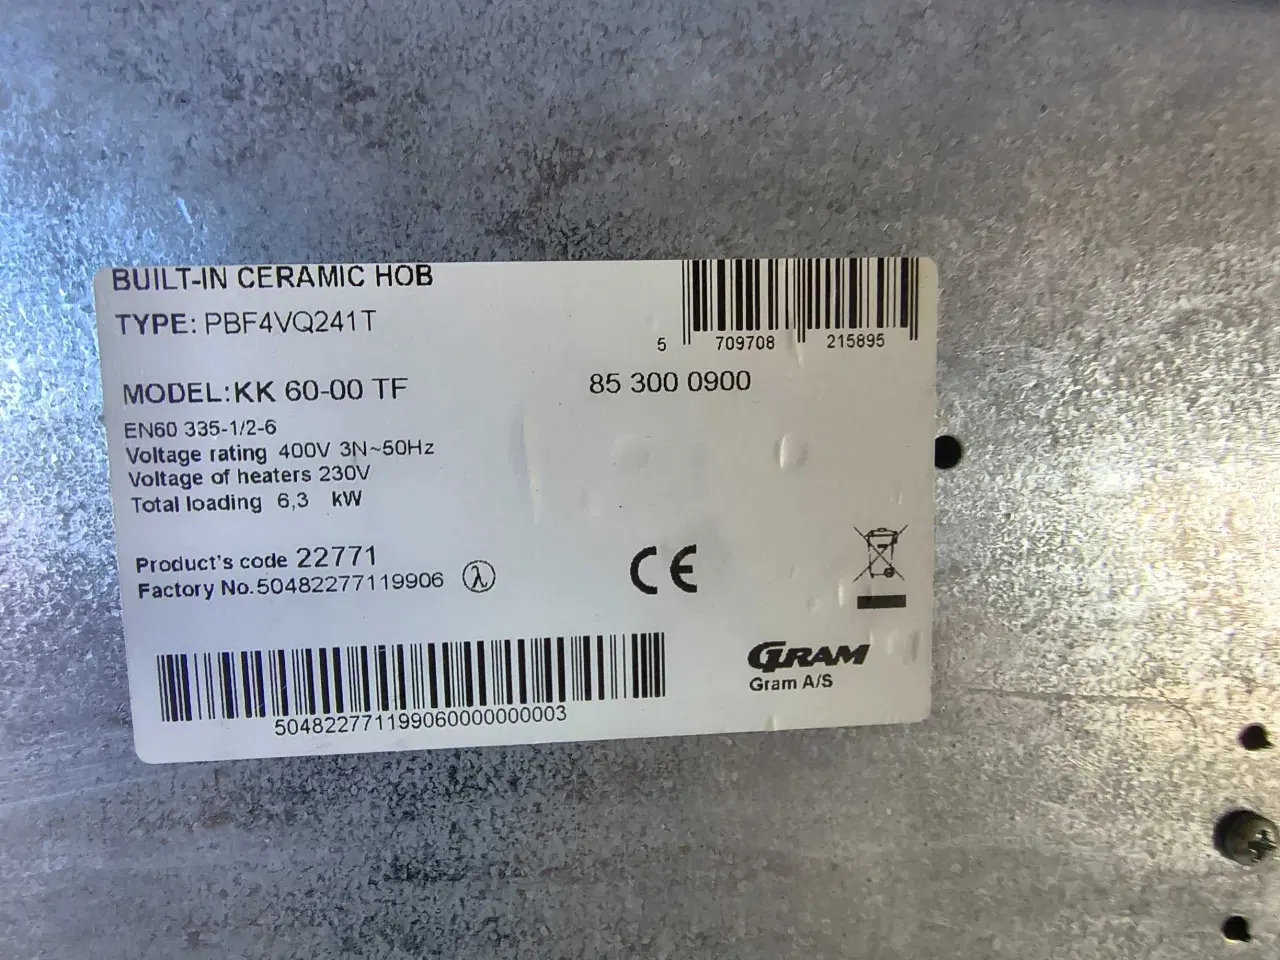 BUILT-IN CERAMIC HOB
TYPE: PBF4VQ241T
5 709708 215895
MODEL: KK 60-00 TF
85 300 0900
EN60 335-1/2-6
Voltage rating 400V 3N~50Hz
Voltage of heaters 230V
Total loading 6,3 kW
Product's code 22771
Factory No. 50482277119906
CE
GRAM
Gram A/S
504822771199060000000003